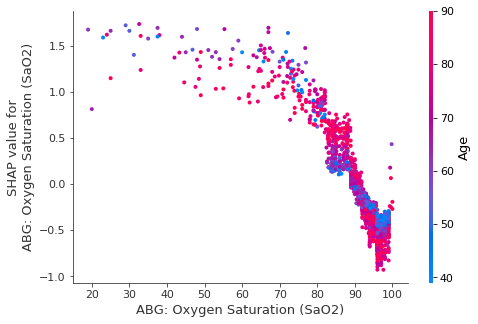 SHAP value for
ABG: Oxygen Saturation (SaO2)
1.5
1.0
0.5
0.0
−0.5
−1.0
20 30 40 50 60 70 80 90 100
ABG: Oxygen Saturation (SaO2)
90
80
70
60
50
40
Age